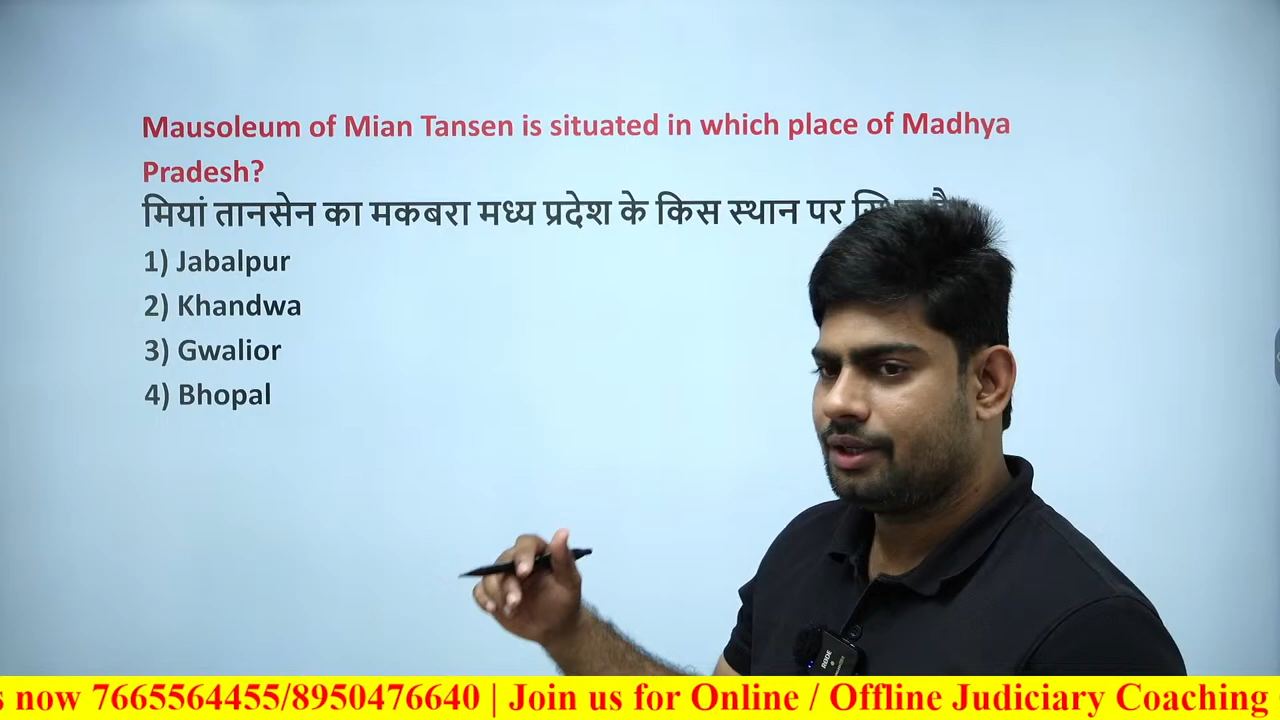 Mausoleum of Mian Tansen is situated in which place of Madhya
Pradesh?
मियां तानसेन का मकबरा मध्य प्रदेश के किस स्थान पर
1) Jabalpur
2) Khandwa
3) Gwalior
4) Bhopal
RODE
now 7665564455/8950476640 | Join us for Online / Offline Judiciary Coaching